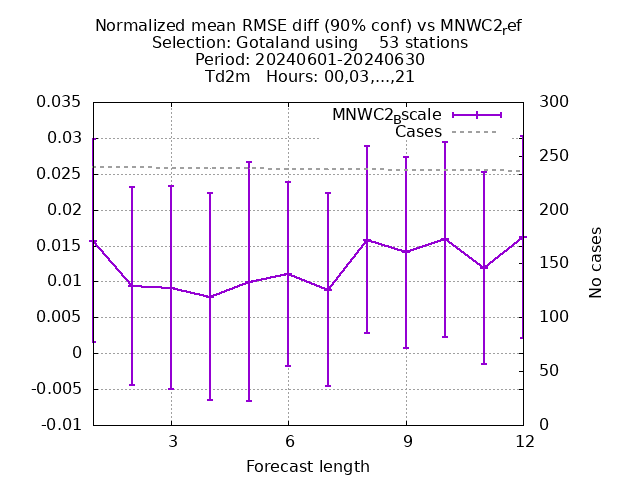 Normalized mean RMSE diff (90% conf) vs MNWC2_ref
Selection: Gotaland using    53 stations
Period: 20240601-20240630
Td2m   Hours: 00,03,...,21
MNWC2_Bscale
Cases
0.035
0.03
0.025
0.02
0.015
0.01
0.005
0
-0.005
-0.01
300
250
200
150
100
50
0
No cases
3
6
9
12
Forecast length